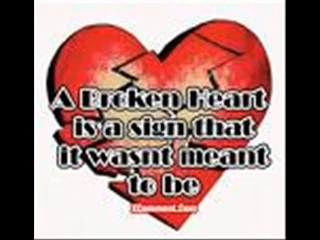 A Broken Heart
is a sign that
it wasnt meant
to be